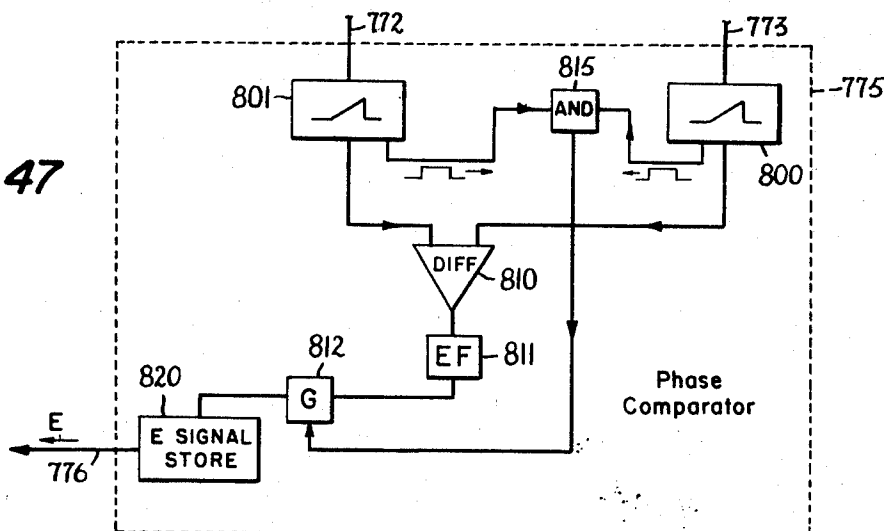 772
773
815
801
AND
775
47
800
DIFF
810
EF
811
812
820
G
Phase
Comparator
E
E SIGNAL
STORE
776